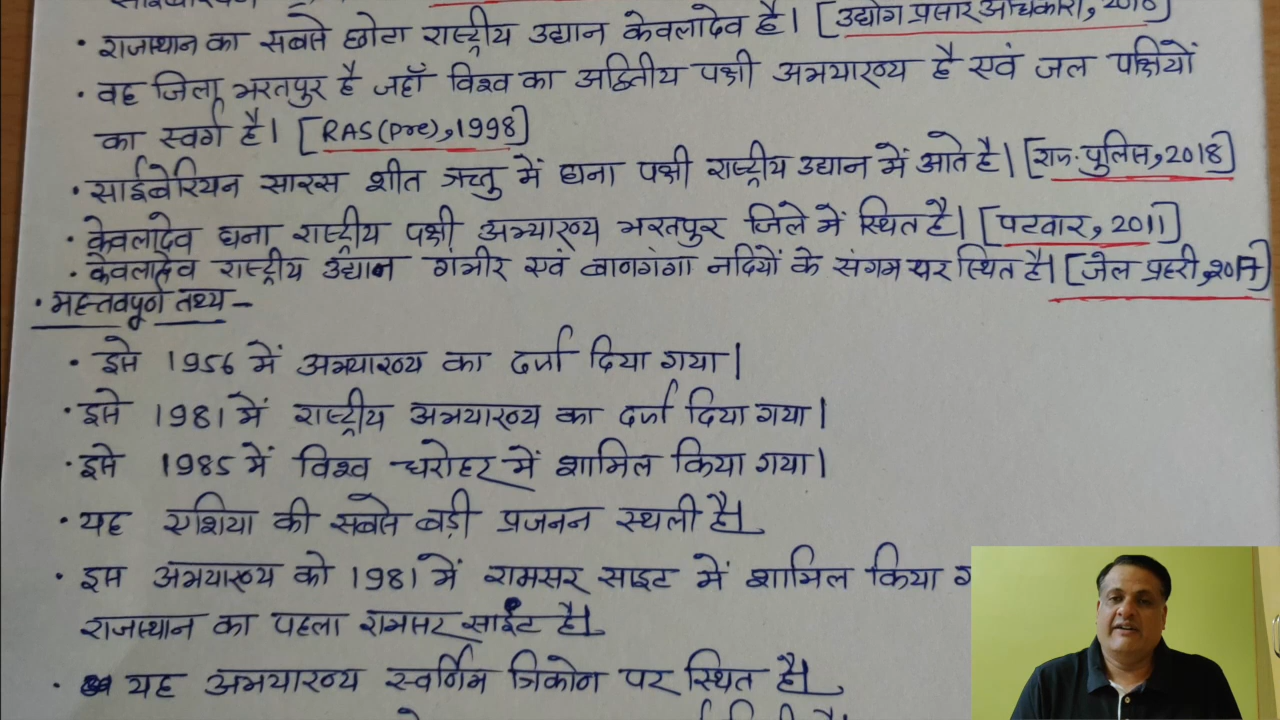 • राजस्थान का सबसे छोटा राष्ट्रीय उद्यान केवलादेव है। [उद्योग प्रसार अधिकारी, 2018]
• वह जिला भरतपुर है जहाँ विश्व का अद्वितीय पक्षी अभयारण्य है एवं जल पक्षियों
का स्वर्ग है। [RAS(Pre), 1998]
• साईबेरियन सारस शीत ऋतु में घना पक्षी राष्ट्रीय उद्यान में आते है। [राज. पुलिस, 2018]
• केवलादेव घना राष्ट्रीय पक्षी अभ्यारण्य भरतपुर जिले में स्थित है। [पटवार, 2011]
• केवलादेव राष्ट्रीय उद्यान गंभीर एवं बाणगंगा नदियों के संगम पर स्थित है। [जेल प्रहरी, 2017]
• महत्तवपूर्ण तथ्य –
• इसे 1956 में अभयारण्य का दर्जा दिया गया।
• इसे 1981 में राष्ट्रीय अभयारण्य का दर्जा दिया गया।
• इसे 1985 में विश्व धरोहर में शामिल किया गया।
• यह एशिया की सबसे बड़ी प्रजनन स्थली है।
• इस अभयारण्य को 1981 में रामसर साइट में शामिल किया
राजस्थान का पहला रामसर साईट है।
• यह अभयारण्य स्वर्णिम त्रिकोण पर स्थित है।